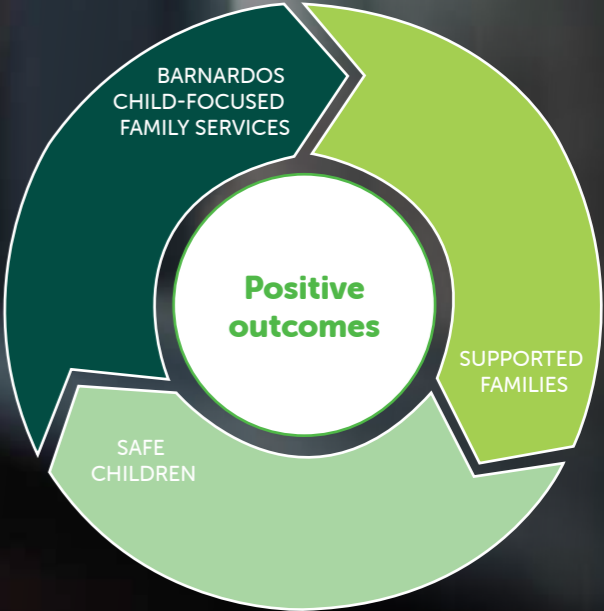 BARNARDOS
CHILD-FOCUSED
FAMILY SERVICES
Positive
outcomes
SUPPORTED
FAMILIES
SAFE
CHILDREN